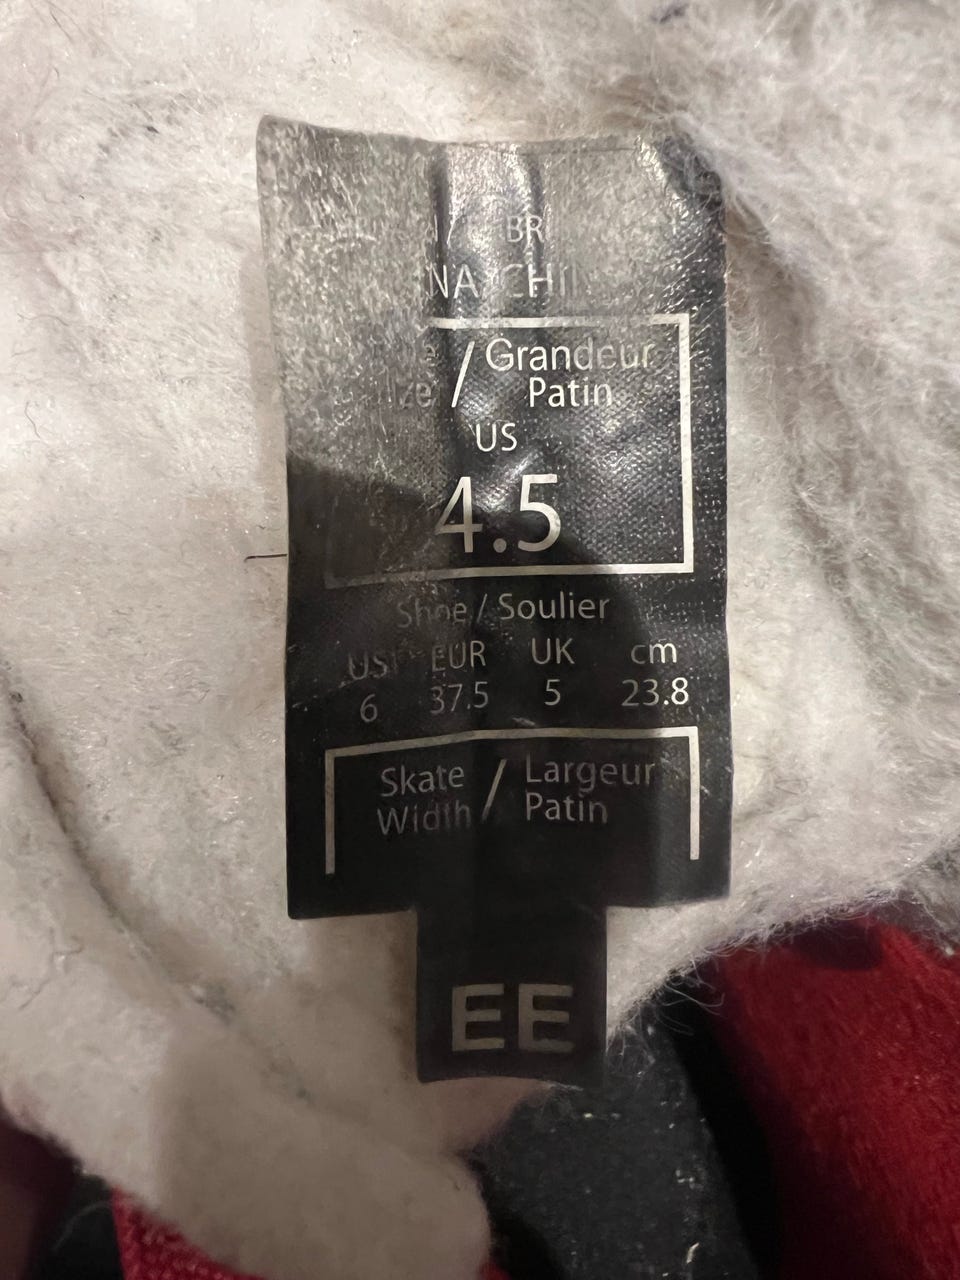 / Grandeur
Patin
US
4.5
Shoe / Soulier
US EUR UK cm
6 37.5 5 23.8
Skate / Largeur
Width Patin
EE